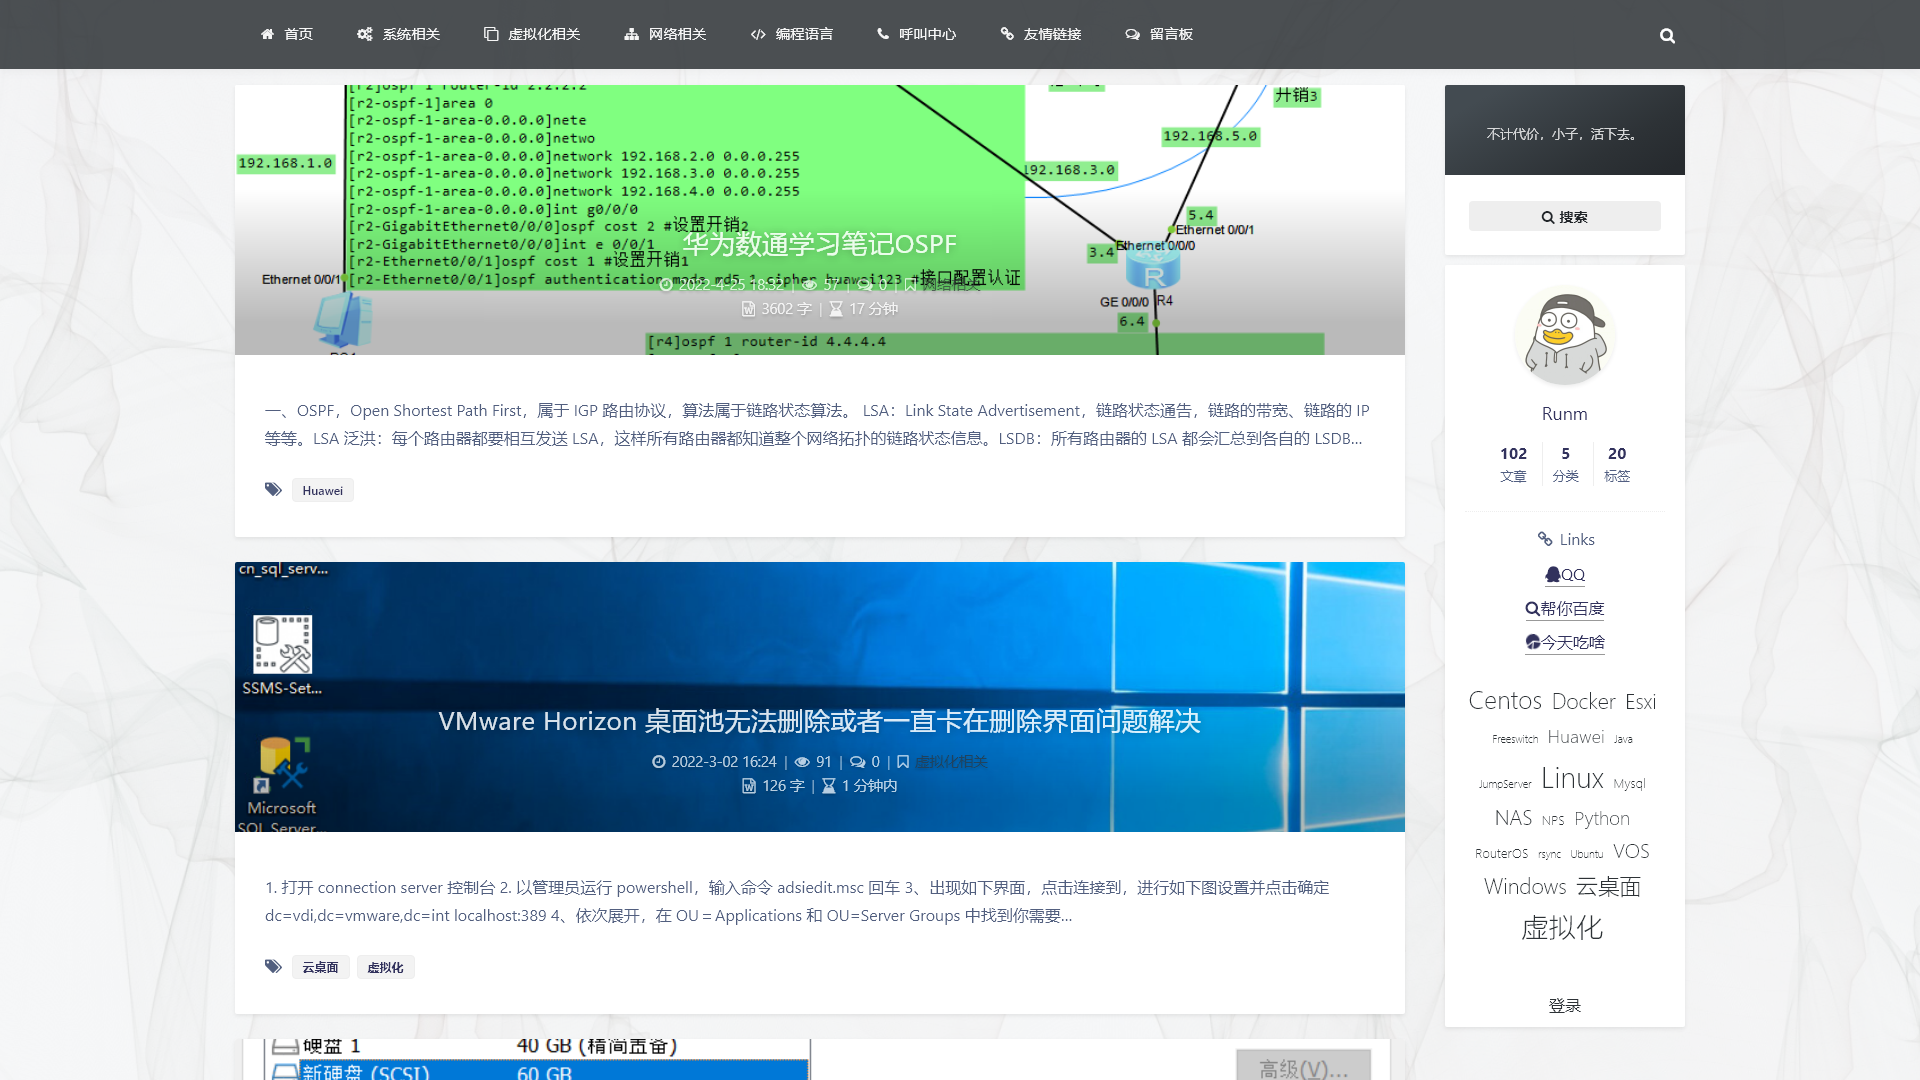 首页 系统相关 虚拟化相关 网络相关 编程语言 呼叫中心 友情链接 留言板
[r2-ospf-1]area 0
[r2-ospf-1-area-0.0.0.0]nete
[r2-ospf-1-area-0.0.0.0]netwo
[r2-ospf-1-area-0.0.0.0]network 192.168.2.0 0.0.0.255
[r2-ospf-1-area-0.0.0.0]network 192.168.3.0 0.0.0.255
[r2-ospf-1-area-0.0.0.0]network 192.168.4.0 0.0.0.255
[r2-ospf-1-area-0.0.0.0]int g0/0/0
[r2-GigabitEthernet0/0/0]ospf cost 2 #设置开销2
[r2-GigabitEthernet0/0/0]int e 0/0/1
[r2-Ethernet0/0/1]ospf cost 1 #设置开销1
[r2-Ethernet0/0/1]ospf authentication-mode md5 1 cipher huawei123 #接口配置认证
192.168.1.0
Ethernet 0/0/1
开销3
192.168.5.0
192.168.3.0
5.4
Ethernet 0/0/1
Ethernet 0/0/0
3.4
R
GE 0/0/0 R4
6.4
[r4]ospf 1 router-id 4.4.4.4
华为数通学习笔记OSPF
2022-4-25 18:32 | 57 | 0 | 网络相关
3602 字 | 17 分钟
一、OSPF，Open Shortest Path First，属于 IGP 路由协议，算法属于链路状态算法。 LSA：Link State Advertisement，链路状态通告，链路的带宽、链路的 IP
等等。LSA 泛洪：每个路由器都要相互发送 LSA，这样所有路由器都知道整个网络拓扑的链路状态信息。LSDB：所有路由器的 LSA 都会汇总到各自的 LSDB...
Huawei
cn_sql_serv...
SSMS-Set...
Microsoft
SQL Server...
VMware Horizon 桌面池无法删除或者一直卡在删除界面问题解决
2022-3-02 16:24 | 91 | 0 | 虚拟化相关
126 字 | 1 分钟内
1. 打开 connection server 控制台 2. 以管理员运行 powershell，输入命令 adsiedit.msc 回车 3、出现如下界面，点击连接到，进行如下图设置并点击确定
dc=vdi,dc=vmware,dc=int localhost:389 4、依次展开，在 OU＝Applications 和 OU=Server Groups 中找到你需要...
云桌面 虚拟化
硬盘 1 40 GB (精简置备)
新硬盘 (SCSI) 60 GB
高级(V)...
不计代价，小子，活下去。
搜索
Runm
102 5 20
文章 分类 标签
Links
QQ
帮你百度
今天吃啥
Centos Docker Esxi
Freeswitch Huawei Java
JumpServer Linux Mysql
NAS NPS Python
RouterOS rsync Ubuntu VOS
Windows 云桌面
虚拟化
登录